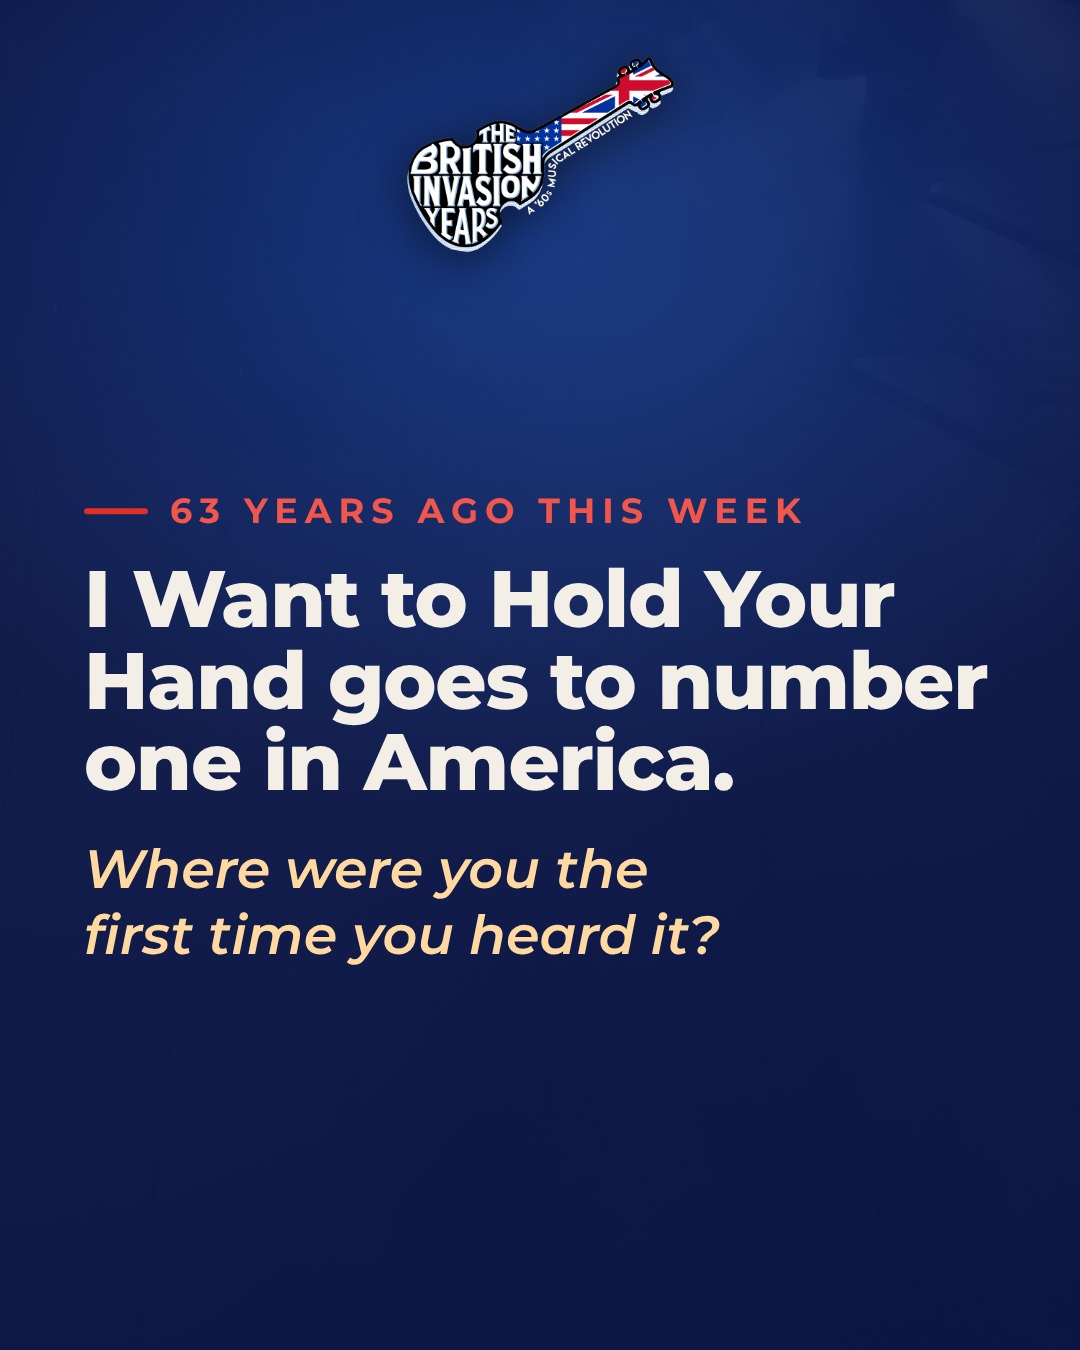 THE
BRITISH
INVASION
YEARS
A '60s MUSICAL REVOLUTION
63 YEARS AGO THIS WEEK
I Want to Hold Your
Hand goes to number
one in America.
Where were you the
first time you heard it?